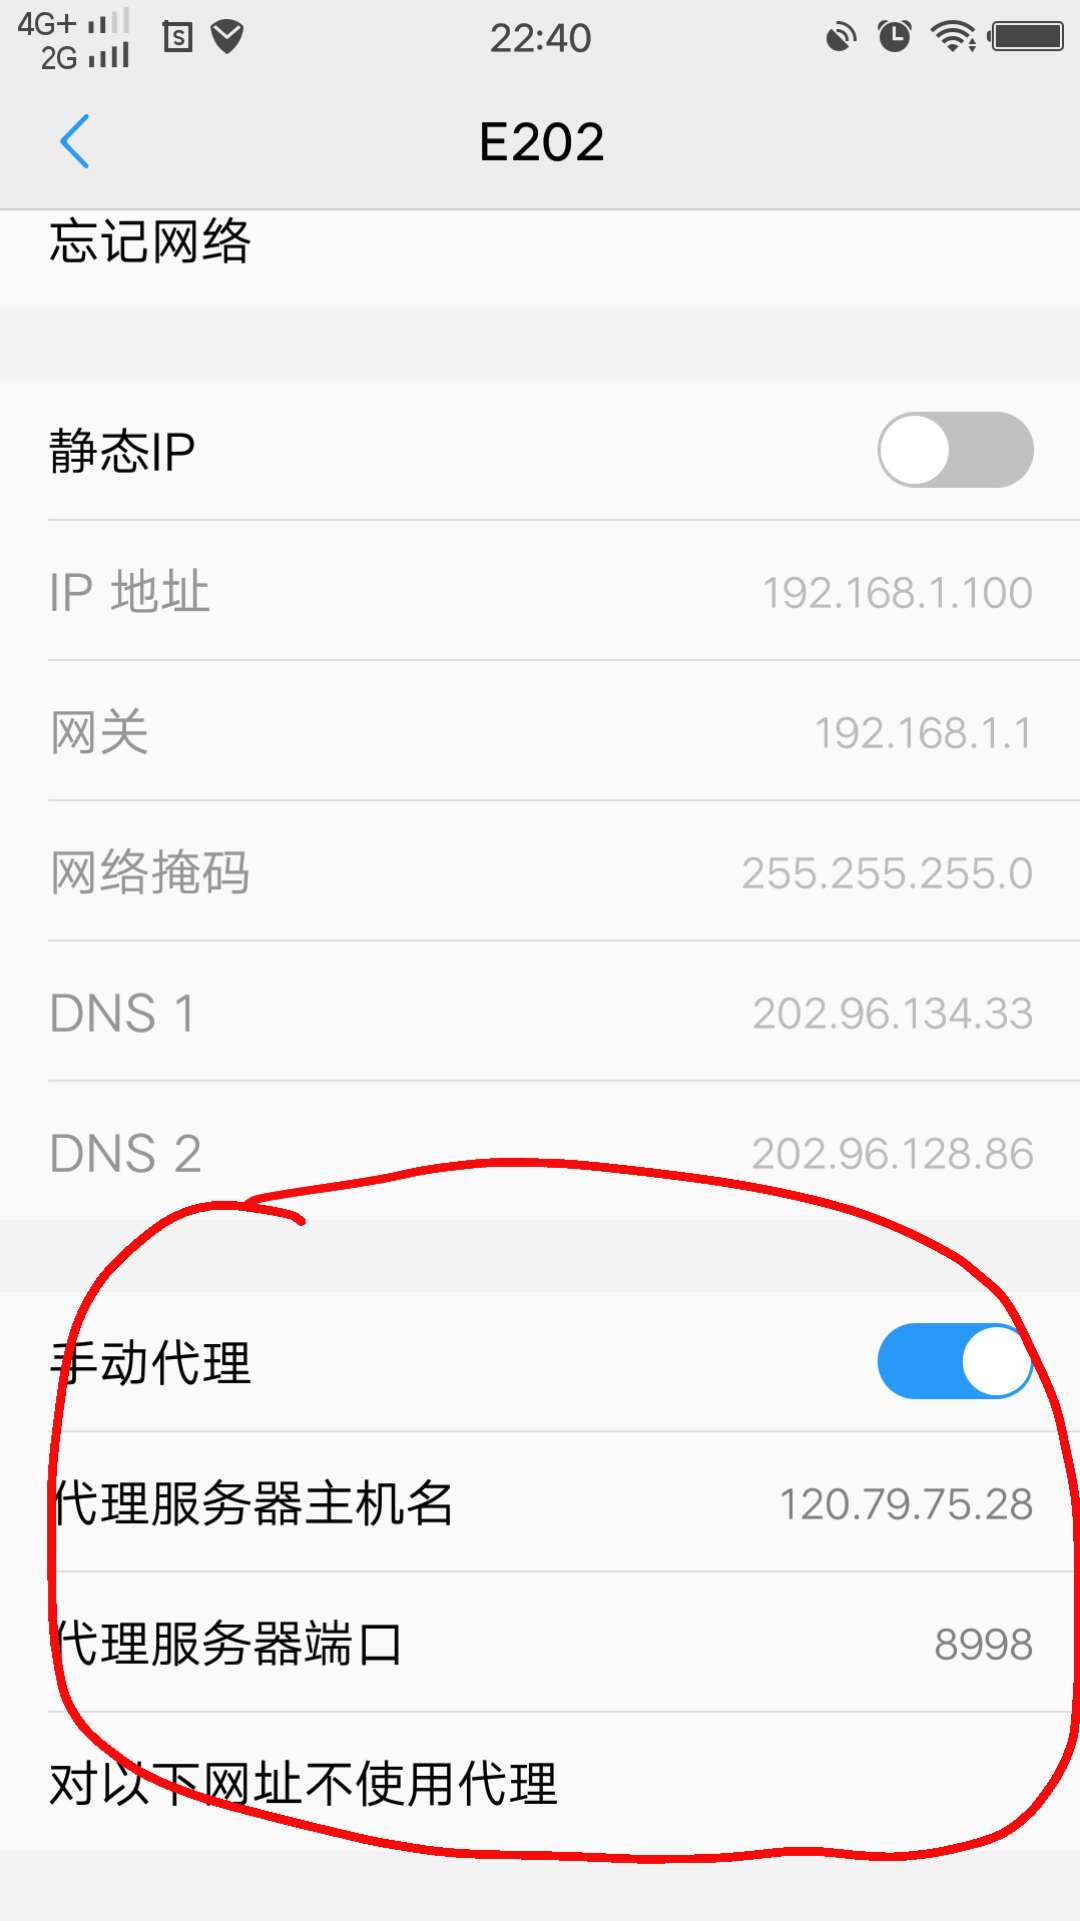 4G+
2G
22:40
E202
忘记网络
静态IP
IP 地址 192.168.1.100
网关 192.168.1.1
网络掩码 255.255.255.0
DNS 1 202.96.134.33
DNS 2 202.96.128.86
手动代理
代理服务器主机名 120.79.75.28
代理服务器端口 8998
对以下网址不使用代理